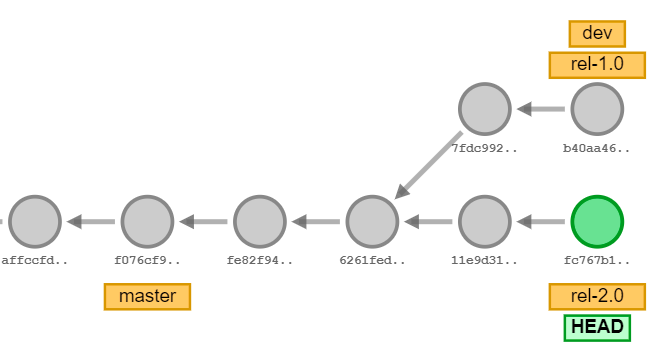 dev
rel-1.0
7fdc992..
b40aa46..
affccfd..
f076cf9..
fe82f94..
6261fed..
11e9d31..
fc767b1..
master
rel-2.0
HEAD